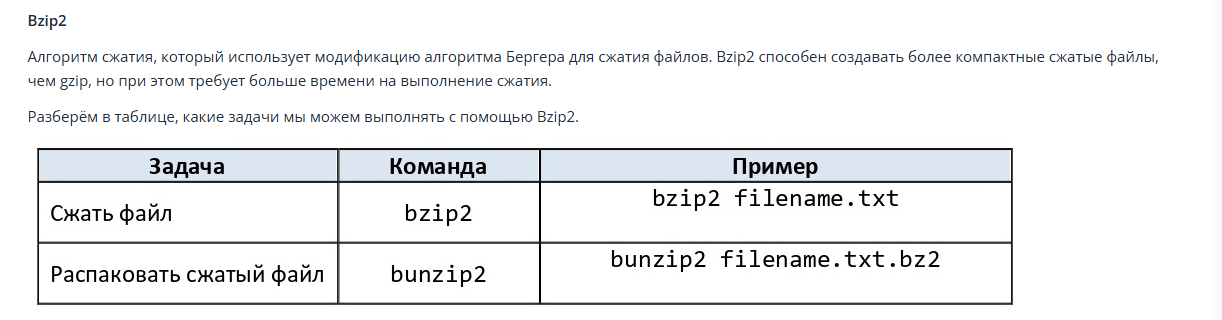 Bzip2
Алгоритм сжатия, который использует модификацию алгоритма Бергера для сжатия файлов. Bzip2 способен создавать более компактные сжатые файлы,
чем gzip, но при этом требует больше времени на выполнение сжатия.
Разберём в таблице, какие задачи мы можем выполнять с помощью Bzip2.
Задача Команда Пример
Сжать файл bzip2 bzip2 filename.txt
Распаковать сжатый файл bunzip2 bunzip2 filename.txt.bz2